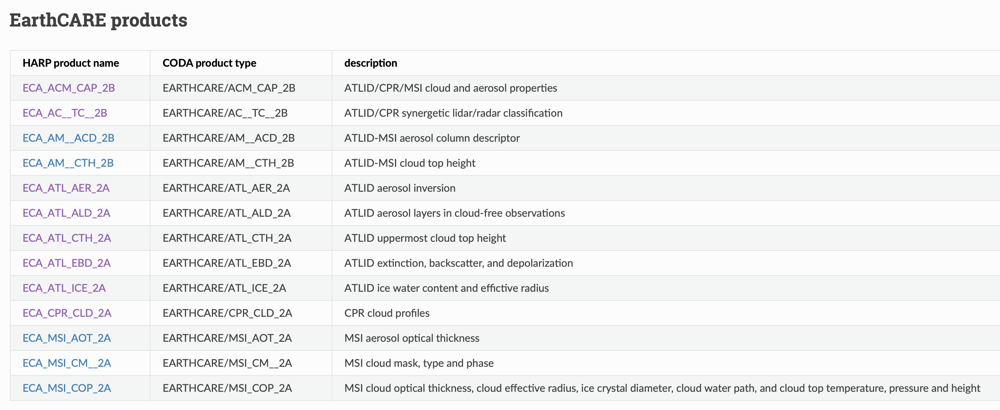 EarthCARE products
HARP product name CODA product type description
ECA_ACM_CAP_2B EARTHCARE/ACM_CAP_2B ATLID/CPR/MSI cloud and aerosol properties
ECA_AC__TC__2B EARTHCARE/AC__TC__2B ATLID/CPR synergetic lidar/radar classification
ECA_AM__ACD_2B EARTHCARE/AM__ACD_2B ATLID-MSI aerosol column descriptor
ECA_AM__CTH_2B EARTHCARE/AM__CTH_2B ATLID-MSI cloud top height
ECA_ATL_AER_2A EARTHCARE/ATL_AER_2A ATLID aerosol inversion
ECA_ATL_ALD_2A EARTHCARE/ATL_ALD_2A ATLID aerosol layers in cloud-free observations
ECA_ATL_CTH_2A EARTHCARE/ATL_CTH_2A ATLID uppermost cloud top height
ECA_ATL_EBD_2A EARTHCARE/ATL_EBD_2A ATLID extinction, backscatter, and depolarization
ECA_ATL_ICE_2A EARTHCARE/ATL_ICE_2A ATLID ice water content and effictive radius
ECA_CPR_CLD_2A EARTHCARE/CPR_CLD_2A CPR cloud profiles
ECA_MSI_AOT_2A EARTHCARE/MSI_AOT_2A MSI aerosol optical thickness
ECA_MSI_CM__2A EARTHCARE/MSI_CM__2A MSI cloud mask, type and phase
ECA_MSI_COP_2A EARTHCARE/MSI_COP_2A MSI cloud optical thickness, cloud effective radius, ice crystal diameter, cloud water path, and cloud top temperature, pressure and height